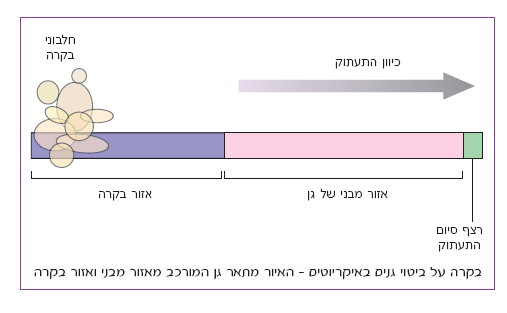 חלבוני
בקרה
כיוון התעתוק
אזור בקרה
אזור מבני של גן
רצף סיום
התעתוק
בקרה על ביטוי גנים באיקריוטים - האיור מתאר גן המורכב מאזור מבני ואזור בקרה